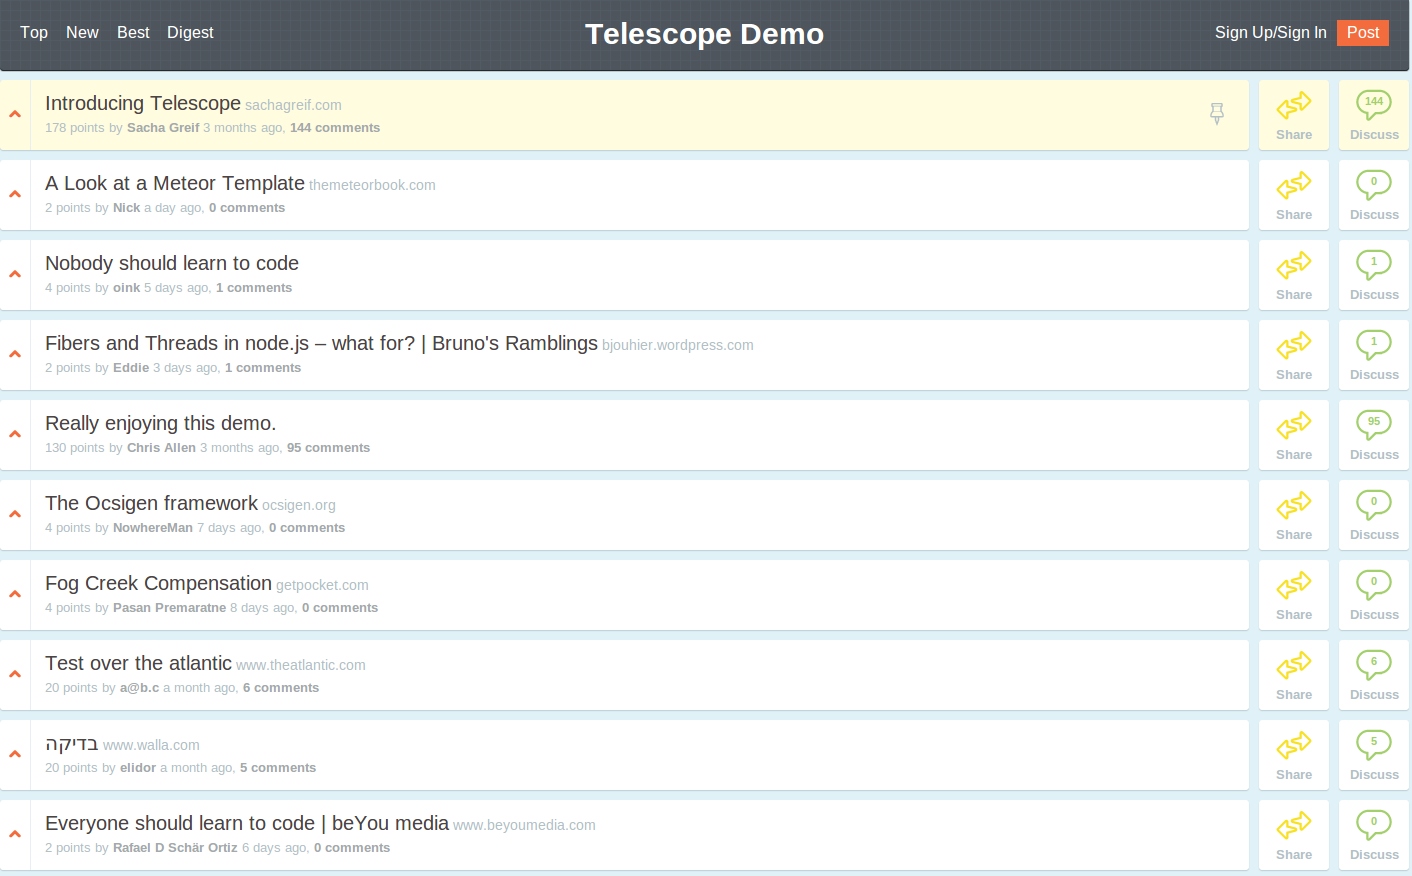 Top New Best Digest Telescope Demo Sign Up/Sign In Post
Introducing Telescope sachagreif.com
178 points by Sacha Greif 3 months ago, 144 comments
Share
144
Discuss
A Look at a Meteor Template themeteorbook.com
2 points by Nick a day ago, 0 comments
Share
0
Discuss
Nobody should learn to code
4 points by oink 5 days ago, 1 comments
Share
1
Discuss
Fibers and Threads in node.js – what for? | Bruno's Ramblings bjouhier.wordpress.com
2 points by Eddie 3 days ago, 1 comments
Share
1
Discuss
Really enjoying this demo.
130 points by Chris Allen 3 months ago, 95 comments
Share
95
Discuss
The Ocsigen framework ocsigen.org
4 points by NowhereMan 7 days ago, 0 comments
Share
0
Discuss
Fog Creek Compensation getpocket.com
4 points by Pasan Premaratne 8 days ago, 0 comments
Share
0
Discuss
Test over the atlantic www.theatlantic.com
20 points by a@b.c a month ago, 6 comments
Share
6
Discuss
בדיקה www.walla.com
20 points by elidor a month ago, 5 comments
Share
5
Discuss
Everyone should learn to code | beYou media www.beyoumedia.com
2 points by Rafael D Schär Ortiz 6 days ago, 0 comments
Share
0
Discuss